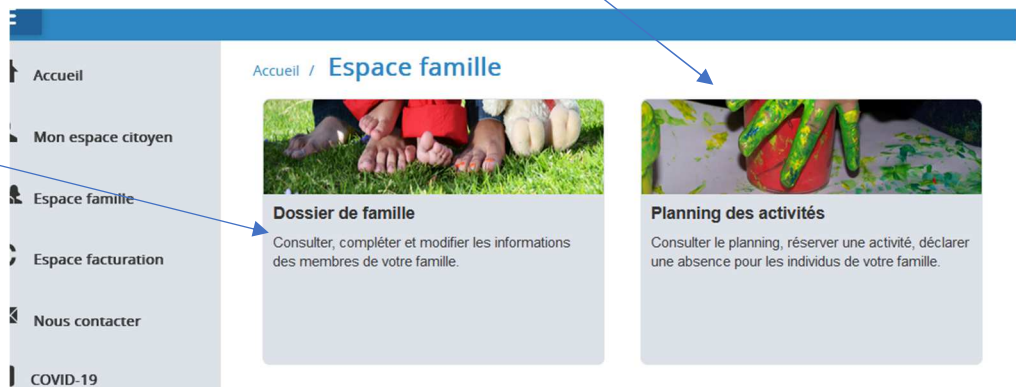 Accueil
Mon espace citoyen
Espace famille
Espace facturation
Nous contacter
COVID-19
Accueil / Espace famille
Dossier de famille
Consulter, compléter et modifier les informations
des membres de votre famille.
Planning des activités
Consulter le planning, réserver une activité, déclarer
une absence pour les individus de votre famille.